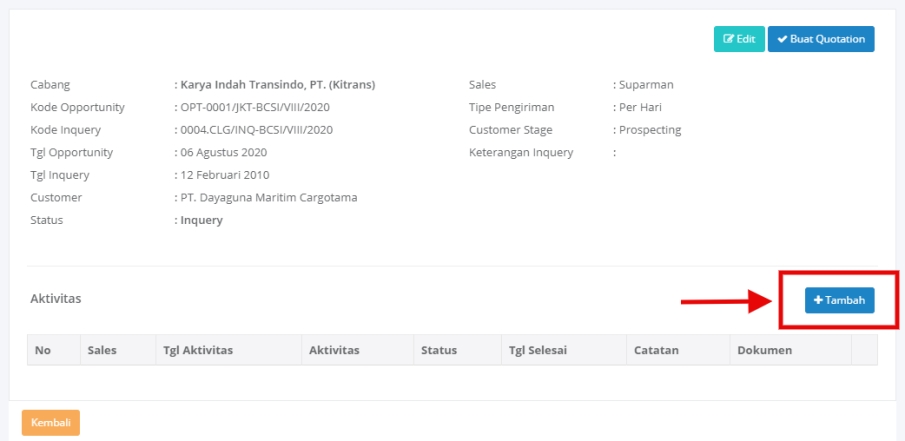 Edit Buat Quotation
Cabang : Karya Indah Transindo, PT. (Kitrans) Sales : Suparman
Kode Opportunity : OPT-0001/JKT-BCSI/VIII/2020 Tipe Pengiriman : Per Hari
Kode Inquery : 0004.CLG/INQ-BCSI/VIII/2020 Customer Stage : Prospecting
Tgl Opportunity : 06 Agustus 2020 Keterangan Inquery :
Tgl Inquery : 12 Februari 2010
Customer : PT. Dayaguna Maritim Cargotama
Status : Inquery
Aktivitas + Tambah
No Sales Tgl Aktivitas Aktivitas Status Tgl Selesai Catatan Dokumen
Kembali